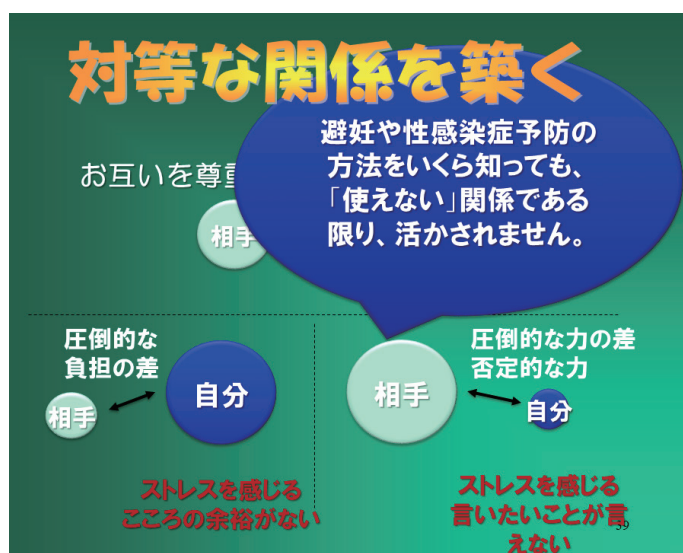 対等な関係を築く
避妊や性感染症予防の
方法をいくら知っても、
「使えない」関係である
限り、活かされません。
お互いを尊重
相手
圧倒的な
負担の差
相手
自分
ストレスを感じる
こころの余裕がない
圧倒的な力の差
否定的な力
相手
自分
ストレスを感じる
言いたいことが言
えない
39